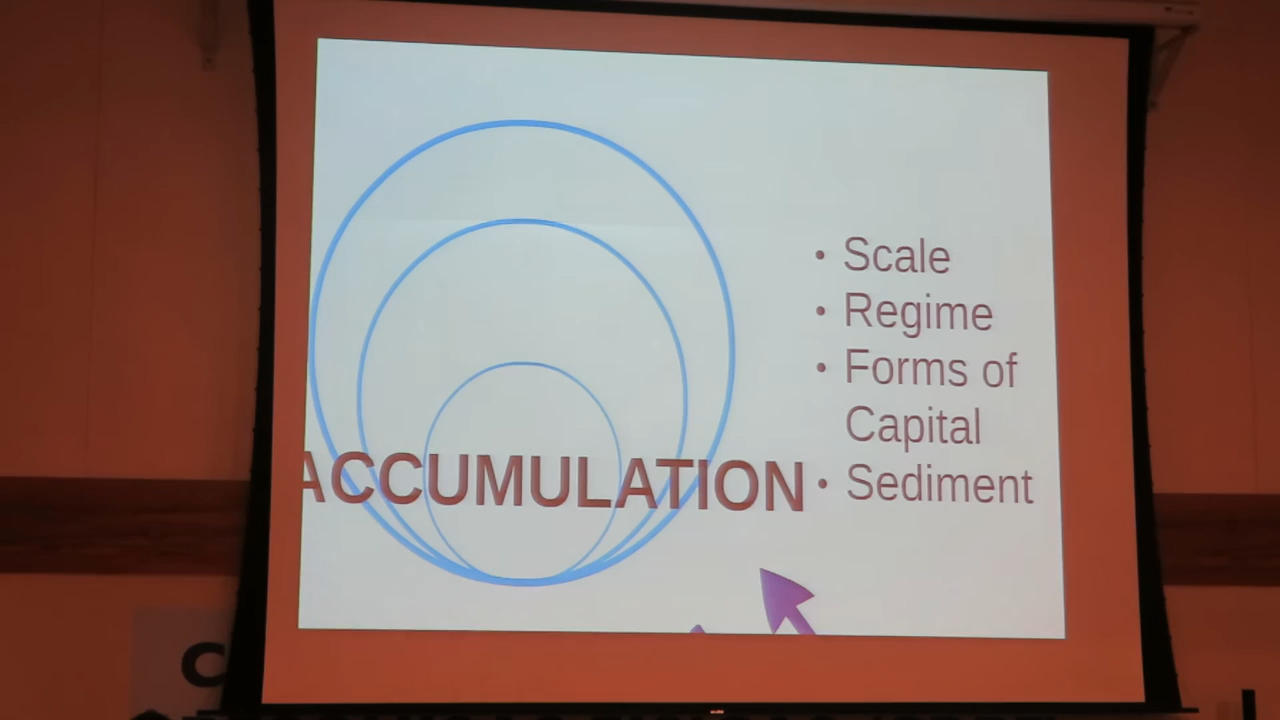 • Scale
• Regime
• Forms of
Capital
ACCUMULATION
• Sediment
C